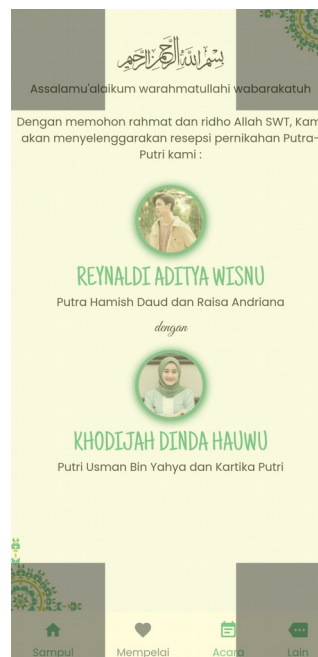 بِسْمِ اللَّهِ الرَّحْمَٰنِ الرَّحِيمِ
Assalamu'alaikum warahmatullahi wabarakatuh
Dengan memohon rahmat dan ridho Allah SWT, Kam
akan menyelenggarakan resepsi pernikahan Putra-
Putri kami :
REYNALDI ADITYA WISNU
Putra Hamish Daud dan Raisa Andriana
dengan
KHODIJAH DINDA HAUWU
Putri Usman Bin Yahya dan Kartika Putri
Sampul Mempelai Acara Lain